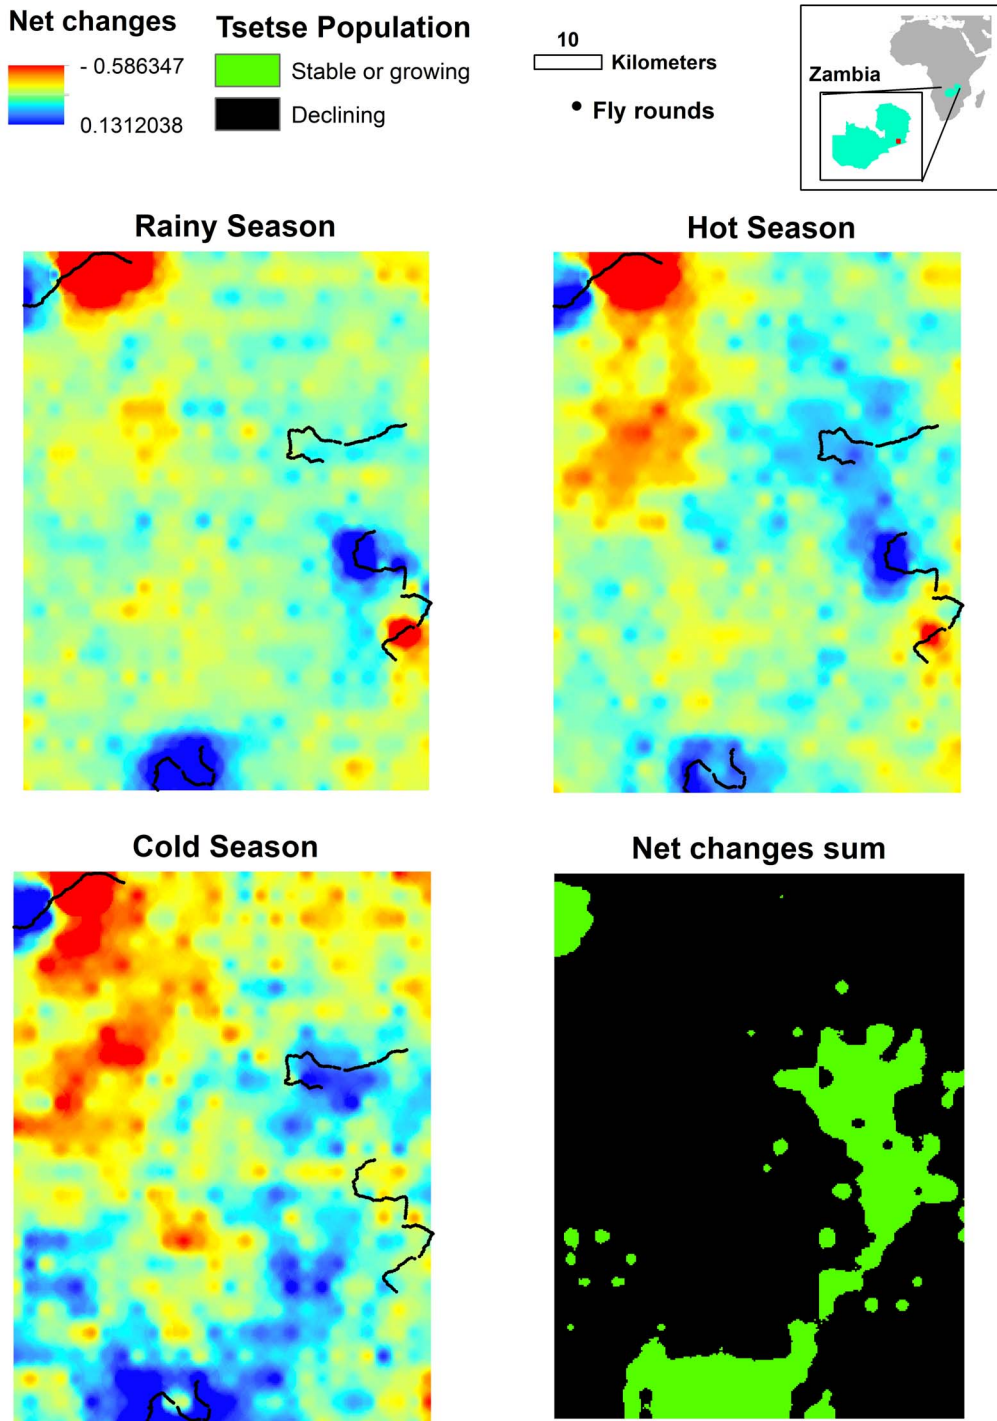 Net changes
- 0.586347
0.1312038
Tsetse Population
Stable or growing
Declining
10
Kilometers
Fly rounds
Zambia
Rainy Season
Hot Season
Cold Season
Net changes sum